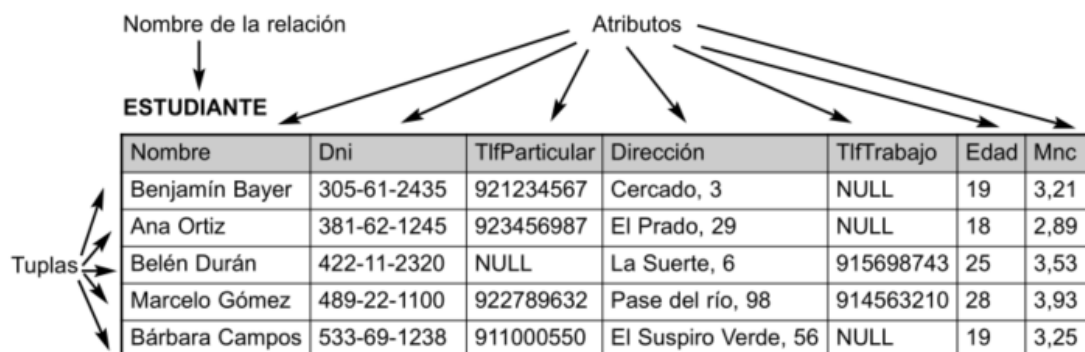 Nombre de la relación
Atributos
ESTUDIANTE
Nombre Dni TlfParticular Dirección TlfTrabajo Edad Mnc
Benjamín Bayer 305-61-2435 921234567 Cercado, 3 NULL 19 3,21
Ana Ortiz 381-62-1245 923456987 El Prado, 29 NULL 18 2,89
Tuplas
Belén Durán 422-11-2320 NULL La Suerte, 6 915698743 25 3,53
Marcelo Gómez 489-22-1100 922789632 Pase del río, 98 914563210 28 3,93
Bárbara Campos 533-69-1238 911000550 El Suspiro Verde, 56 NULL 19 3,25